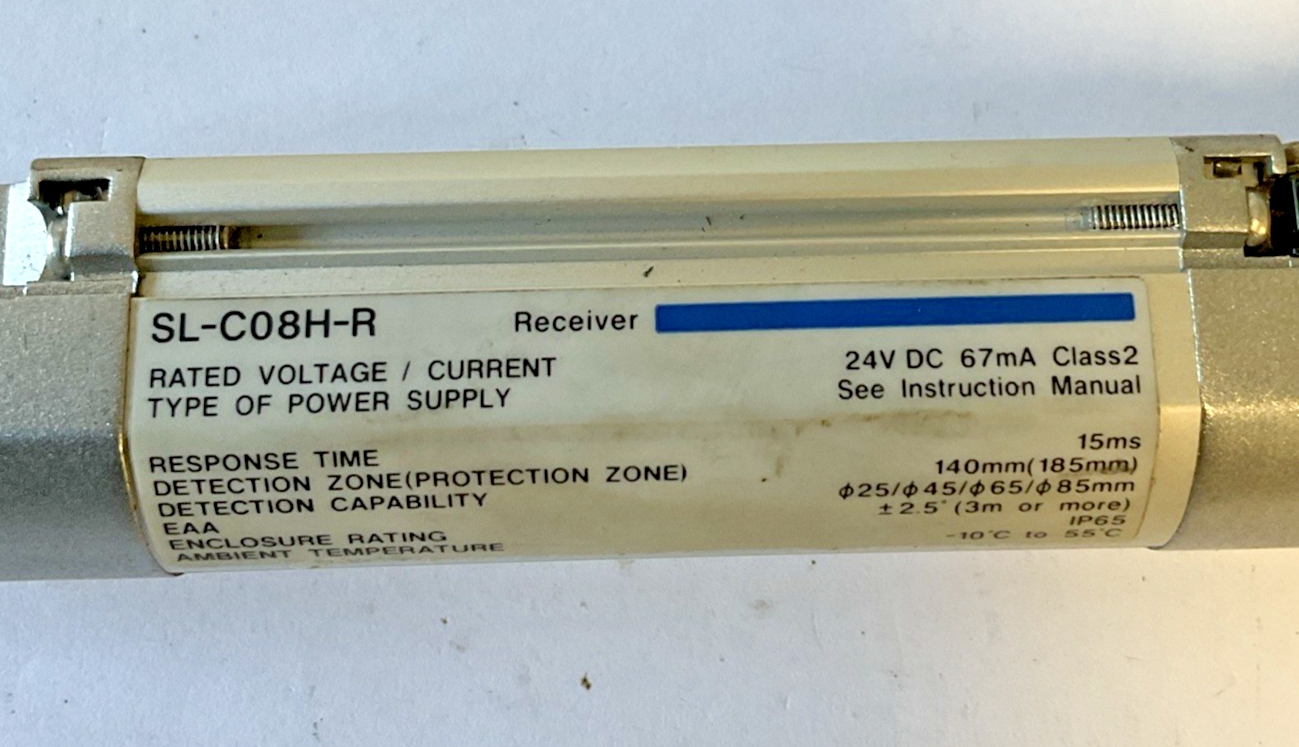 SL-C08H-R Receiver
RATED VOLTAGE / CURRENT 24V DC 67mA Class2
TYPE OF POWER SUPPLY See Instruction Manual
RESPONSE TIME 15ms
DETECTION ZONE(PROTECTION ZONE) 140mm(185mm)
DETECTION CAPABILITY ϕ25/ϕ45/ϕ65/ϕ85mm
EAA ±2.5° (3m or more)
ENCLOSURE RATING IP65
AMBIENT TEMPERATURE -10°C to 55°C